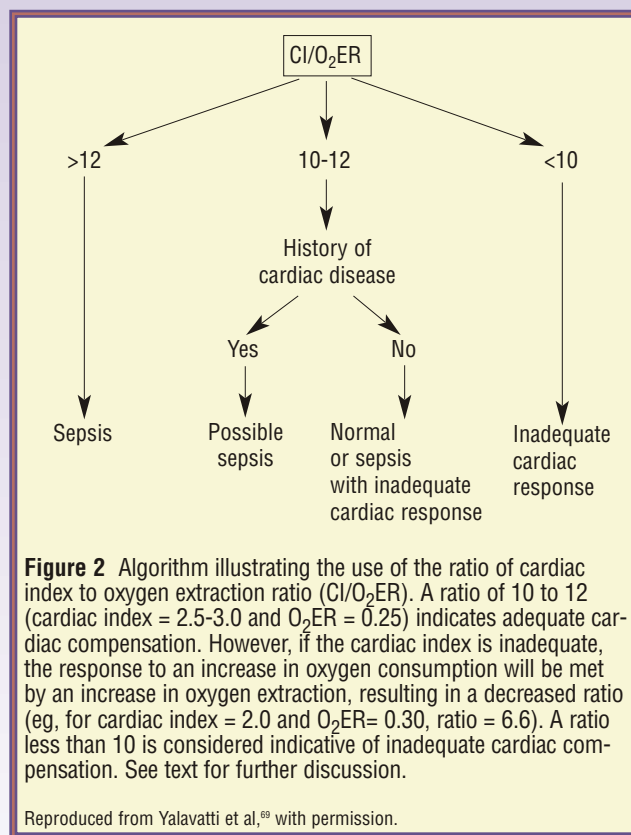 CI/O₂ER
>12 10-12 <10
History of
cardiac disease
Yes No
Sepsis
Possible
sepsis
Normal
or sepsis
with inadequate
cardiac response
Inadequate
cardiac
response
Figure 2 Algorithm illustrating the use of the ratio of cardiac
index to oxygen extraction ratio (CI/O₂ER). A ratio of 10 to 12
(cardiac index = 2.5-3.0 and O₂ER = 0.25) indicates adequate car-
diac compensation. However, if the cardiac index is inadequate,
the response to an increase in oxygen consumption will be met
by an increase in oxygen extraction, resulting in a decreased ratio
(eg, for cardiac index = 2.0 and O₂ER= 0.30, ratio = 6.6). A ratio
less than 10 is considered indicative of inadequate cardiac com-
pensation. See text for further discussion.
Reproduced from Yalavatti et al,⁶⁹ with permission.